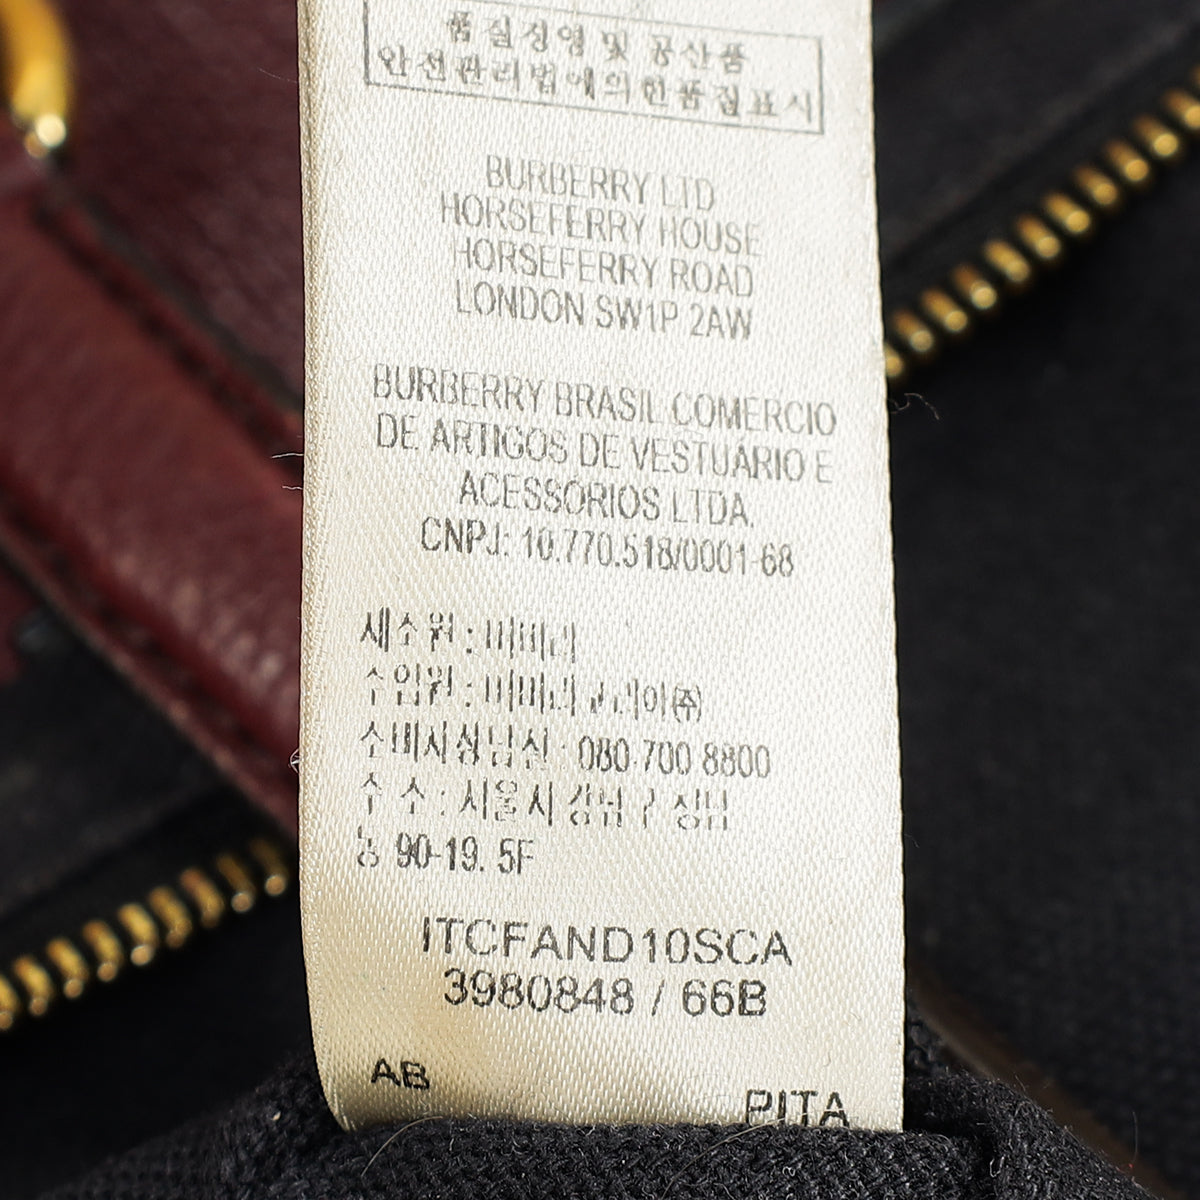 품질경영 및 공산품
안전관리법에의한품질표시
BURBERRY LTD
HORSEFERRY HOUSE
HORSEFERRY ROAD
LONDON SW1P 2AW
BURBERRY BRASIL COMERCIO
DE ARTIGOS DE VESTUÁRIO E
ACESSÓRIOS LTDA.
CNPJ: 10.770.518/0001-68
제조원 : 버버리
수입원 : 버버리코리아㈜
소비자상담실 : 080 700 8800
주 소 : 서울시 강남구 청담
동 90-19. 5F
ITCFAND10SCA
3980848 / 66B
AB
PITA